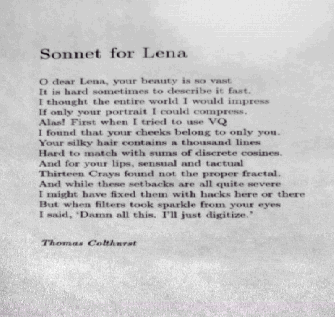 Sonnet for Lena
O dear Lena, your beauty is so vast
It is hard sometimes to describe it fast.
I thought the entire world I would impress
If only your portrait I could compress.
Alas! First when I tried to use VQ
I found that your cheeks belong to only you.
Your silky hair contains a thousand lines
Hard to match with sums of discrete cosines.
And for your lips, sensual and tactual
Thirteen Crays found not the proper fractal.
And while these setbacks are all quite severe
I might have fixed them with hacks here or there
But when filters took sparkle from your eyes
I said, 'Damn all this. I'll just digitize.'
Thomas Colthurst